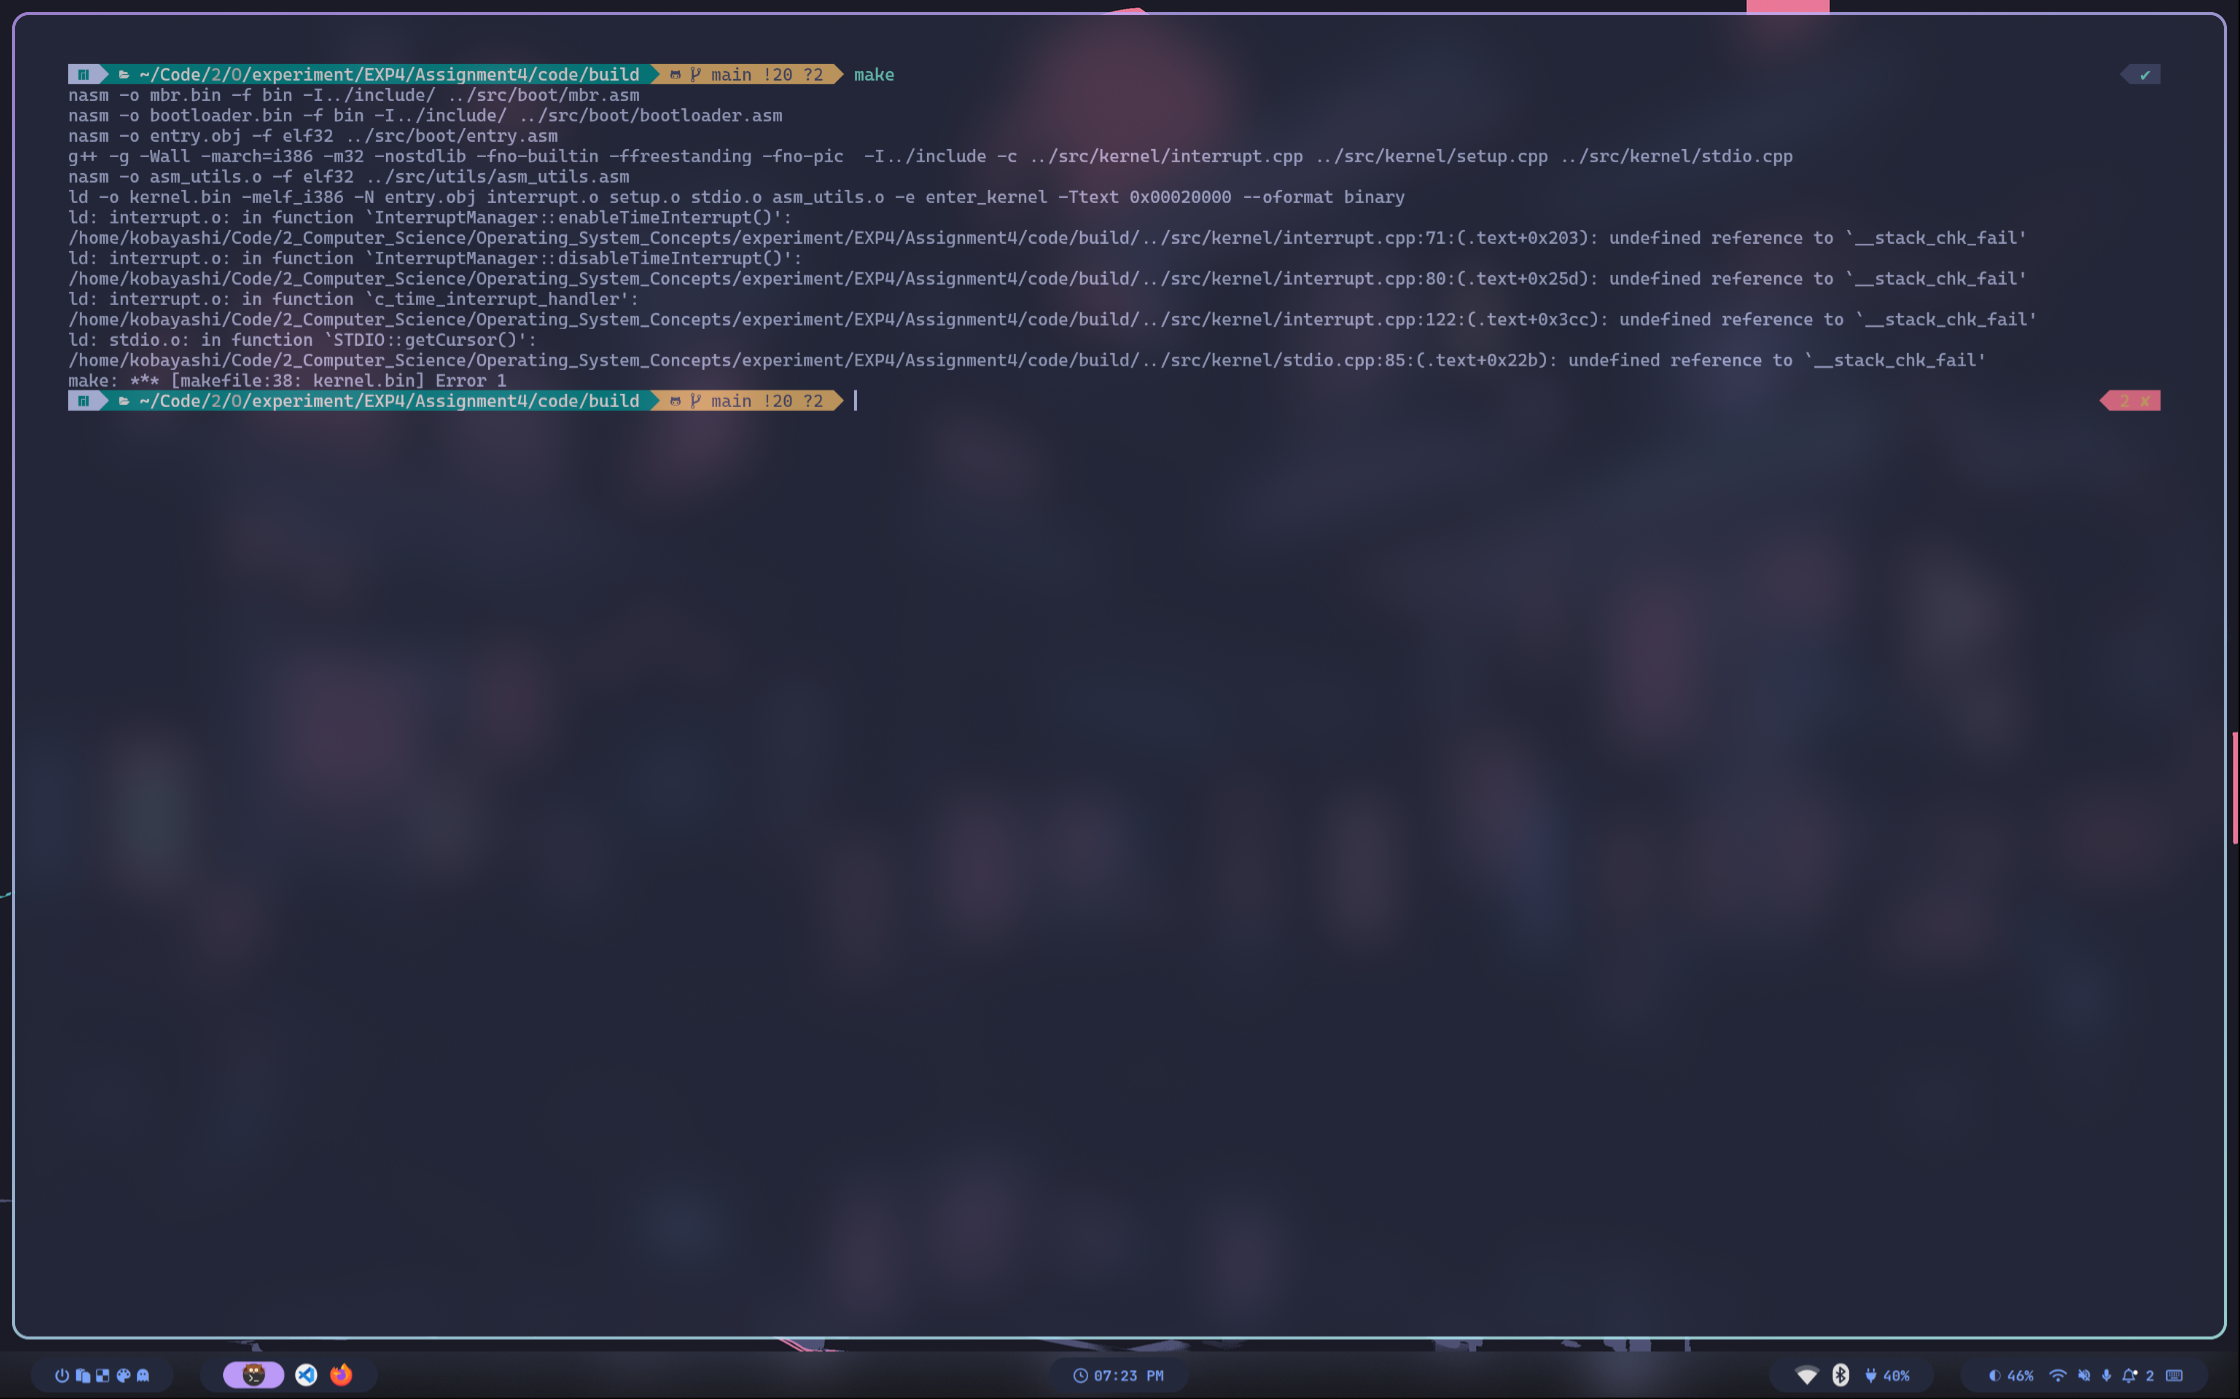 ~/Code/2/O/experiment/EXP4/Assignment4/code/build main !20 ?2 make ✔
nasm -o mbr.bin -f bin -I../include/ ../src/boot/mbr.asm
nasm -o bootloader.bin -f bin -I../include/ ../src/boot/bootloader.asm
nasm -o entry.obj -f elf32 ../src/boot/entry.asm
g++ -g -Wall -march=i386 -m32 -nostdlib -fno-builtin -ffreestanding -fno-pic  -I../include -c ../src/kernel/interrupt.cpp ../src/kernel/setup.cpp ../src/kernel/stdio.cpp
nasm -o asm_utils.o -f elf32 ../src/utils/asm_utils.asm
ld -o kernel.bin -melf_i386 -N entry.obj interrupt.o setup.o stdio.o asm_utils.o -e enter_kernel -Ttext 0x00020000 --oformat binary
ld: interrupt.o: in function `InterruptManager::enableTimeInterrupt()':
/home/kobayashi/Code/2_Computer_Science/Operating_System_Concepts/experiment/EXP4/Assignment4/code/build/../src/kernel/interrupt.cpp:71:(.text+0x203): undefined reference to `__stack_chk_fail'
ld: interrupt.o: in function `InterruptManager::disableTimeInterrupt()':
/home/kobayashi/Code/2_Computer_Science/Operating_System_Concepts/experiment/EXP4/Assignment4/code/build/../src/kernel/interrupt.cpp:80:(.text+0x25d): undefined reference to `__stack_chk_fail'
ld: interrupt.o: in function `c_time_interrupt_handler':
/home/kobayashi/Code/2_Computer_Science/Operating_System_Concepts/experiment/EXP4/Assignment4/code/build/../src/kernel/interrupt.cpp:122:(.text+0x3cc): undefined reference to `__stack_chk_fail'
ld: stdio.o: in function `STDIO::getCursor()':
/home/kobayashi/Code/2_Computer_Science/Operating_System_Concepts/experiment/EXP4/Assignment4/code/build/../src/kernel/stdio.cpp:85:(.text+0x22b): undefined reference to `__stack_chk_fail'
make: *** [makefile:38: kernel.bin] Error 1
~/Code/2/O/experiment/EXP4/Assignment4/code/build main !20 ?2 2 ✘
07:23 PM 40% 46% 2